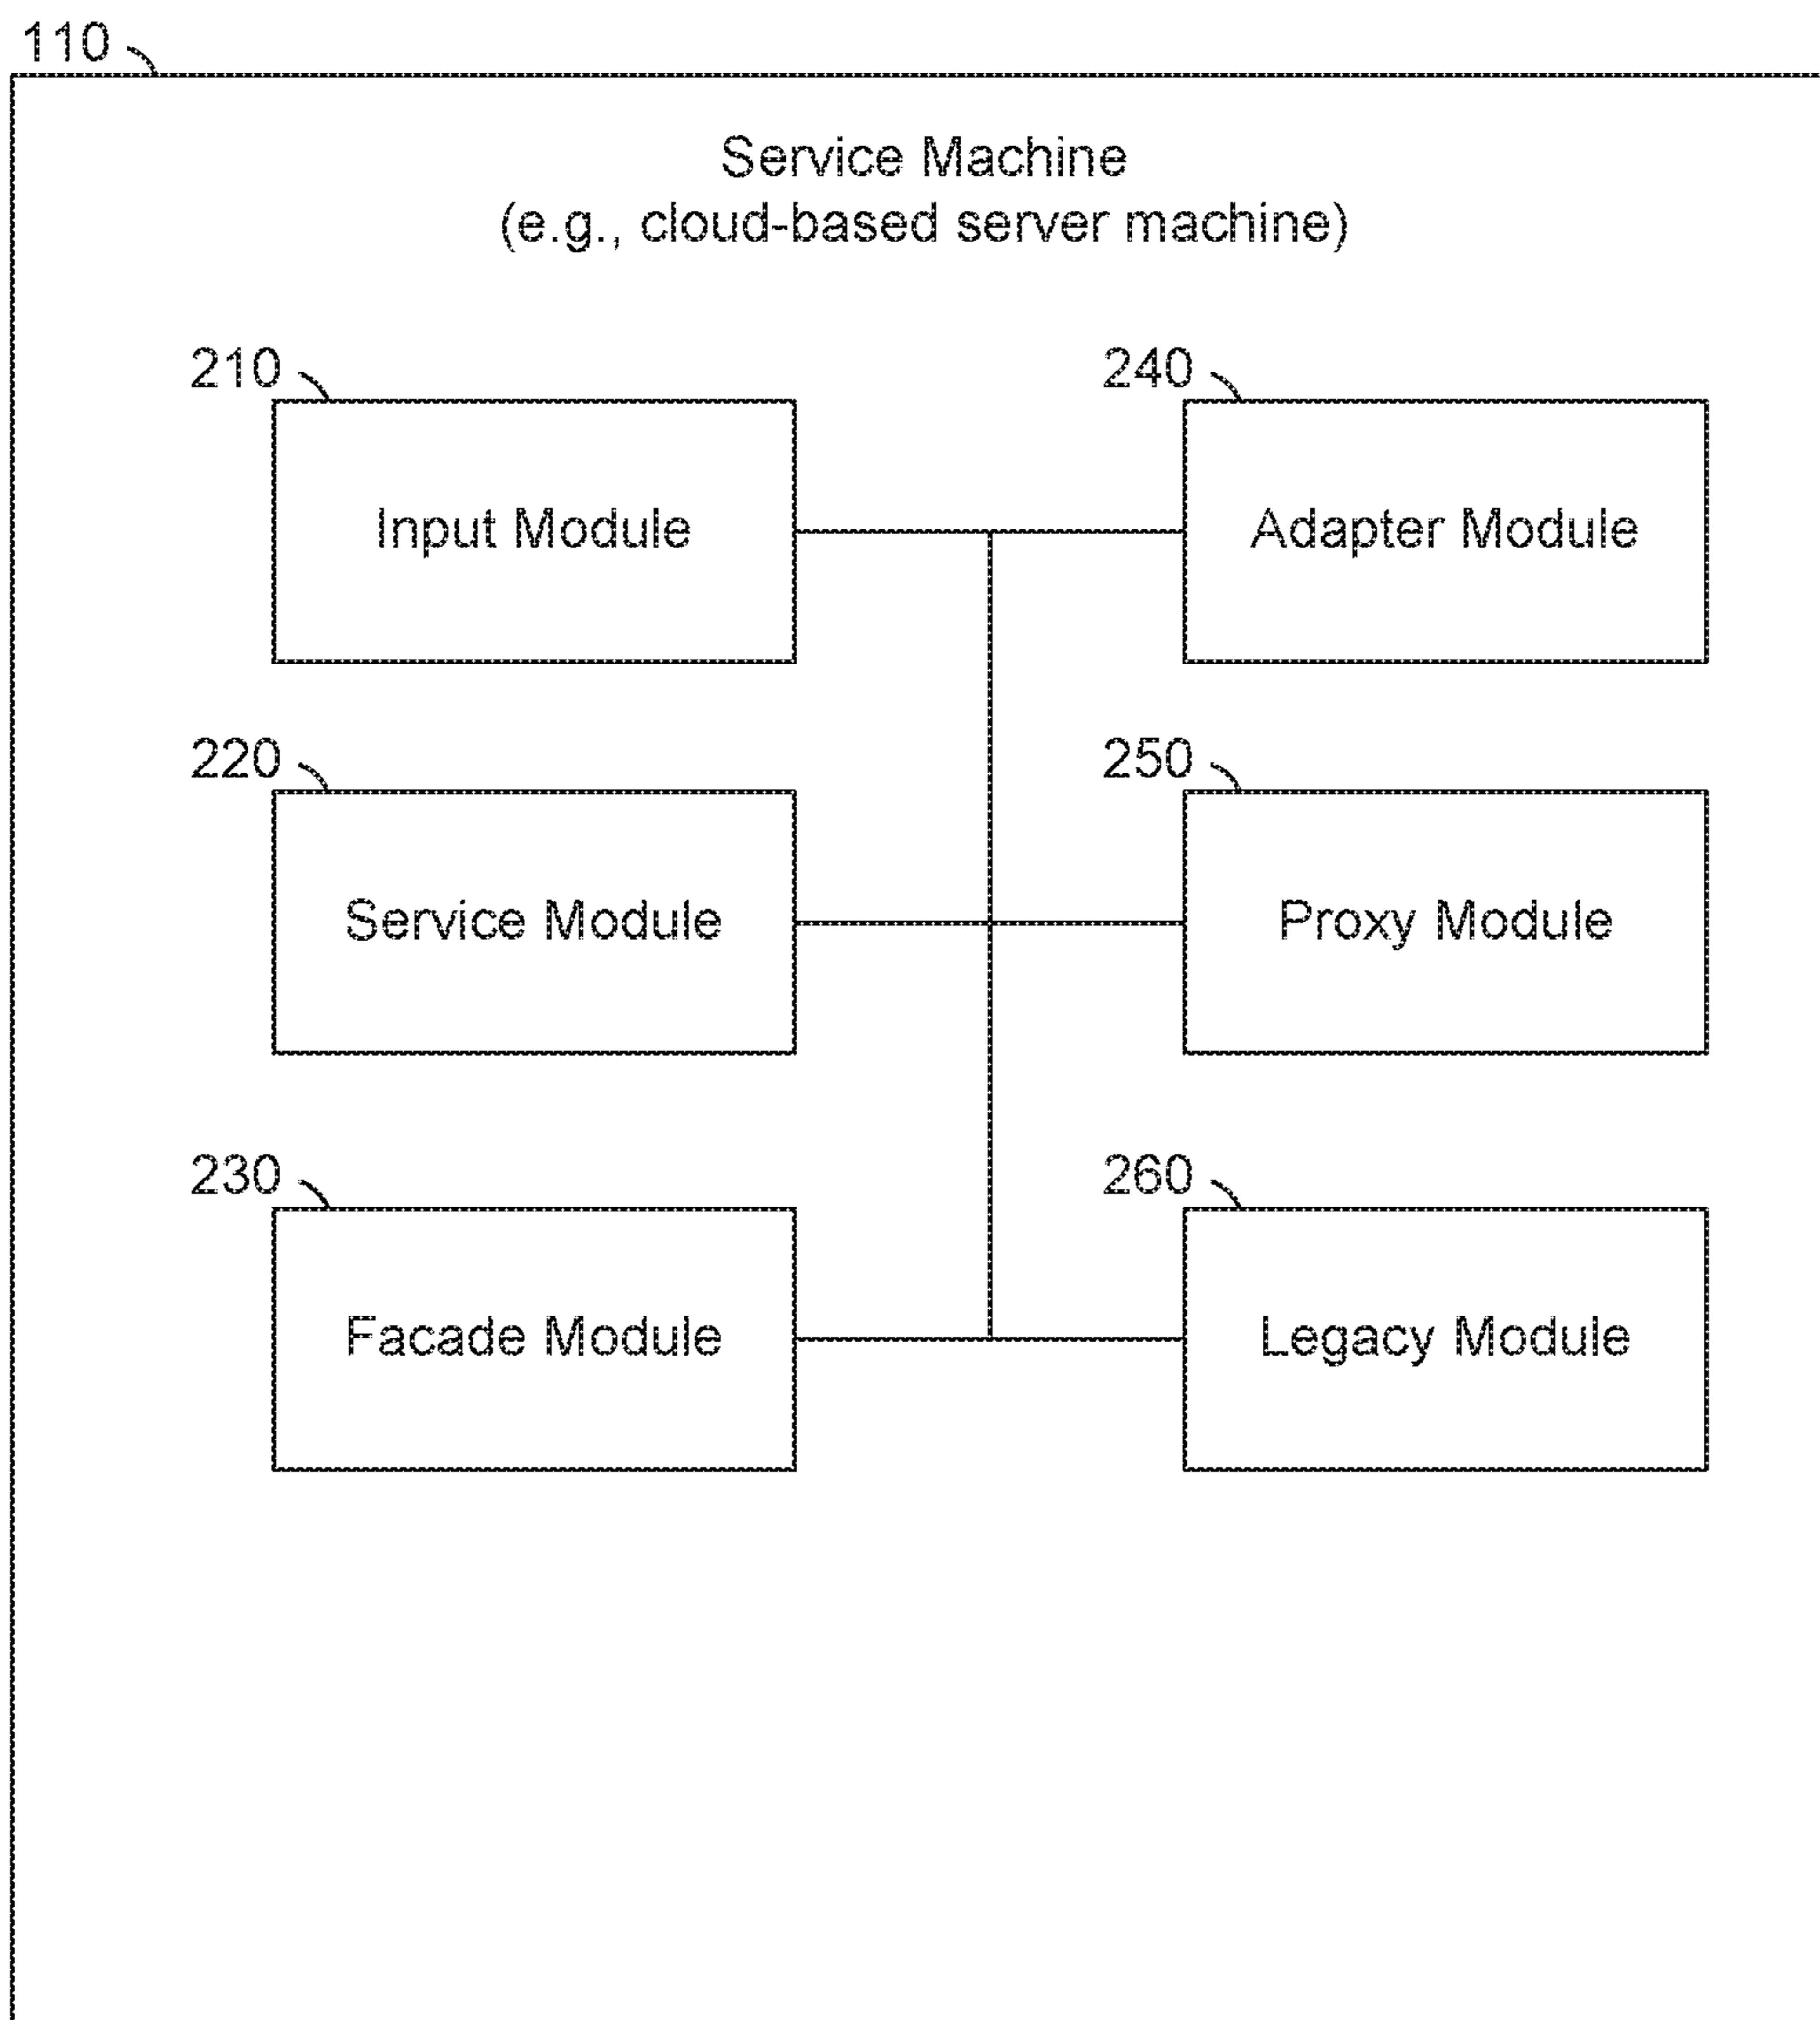 110
Service Machine
(e.g., cloud-based server machine)
210
Input Module
240
Adapter Module
220
Service Module
250
Proxy Module
230
Facade Module
260
Legacy Module